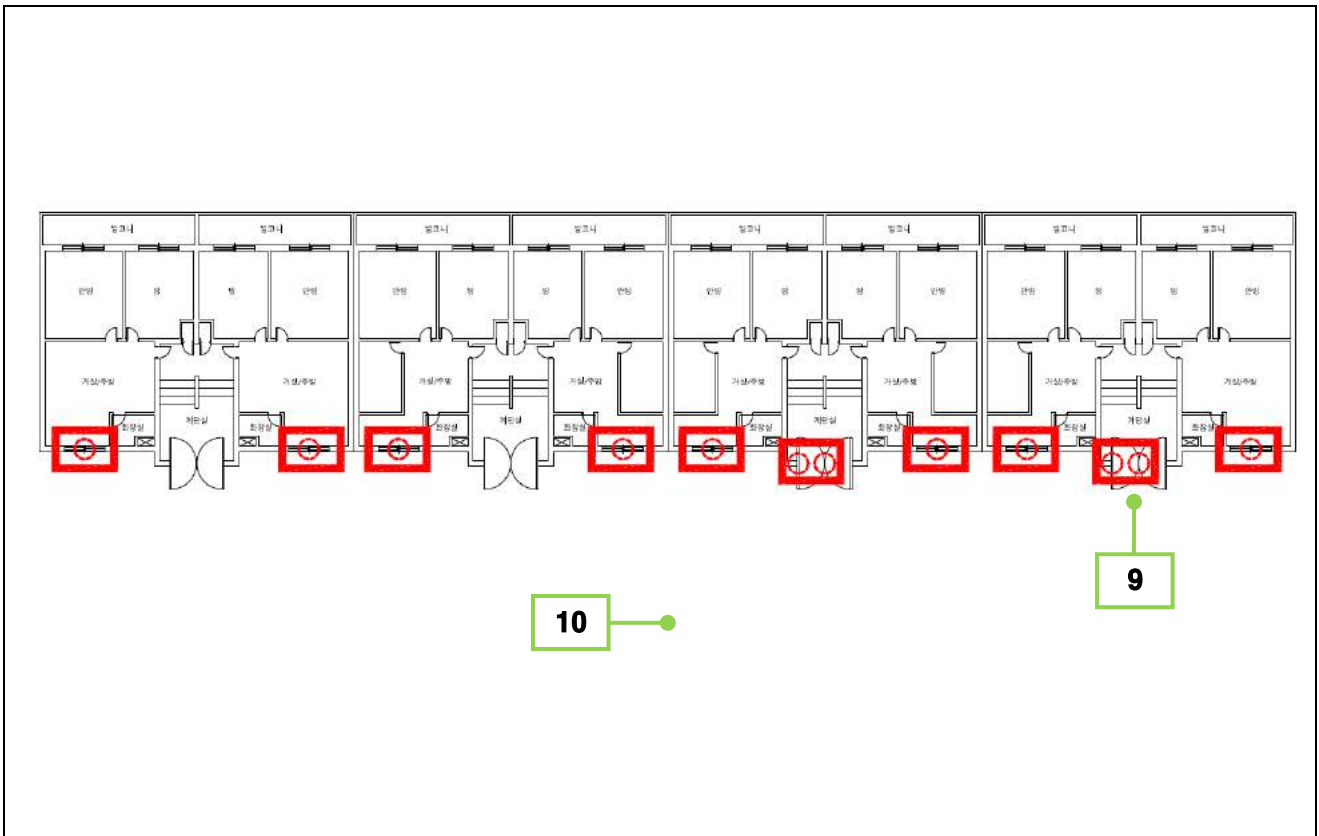 발코니 발코니 발코니 발코니 발코니 발코니 발코니 발코니
안방 방 방 안방 안방 방 방 안방 안방 방 방 안방 안방 방 방 안방
거실/주방 거실/주방 거실/주방 거실/주방 거실/주방 거실/주방 거실/주방 거실/주방
계단실 계단실 계단실 계단실
화장실 화장실 화장실 화장실 화장실 화장실 화장실 화장실
9
10